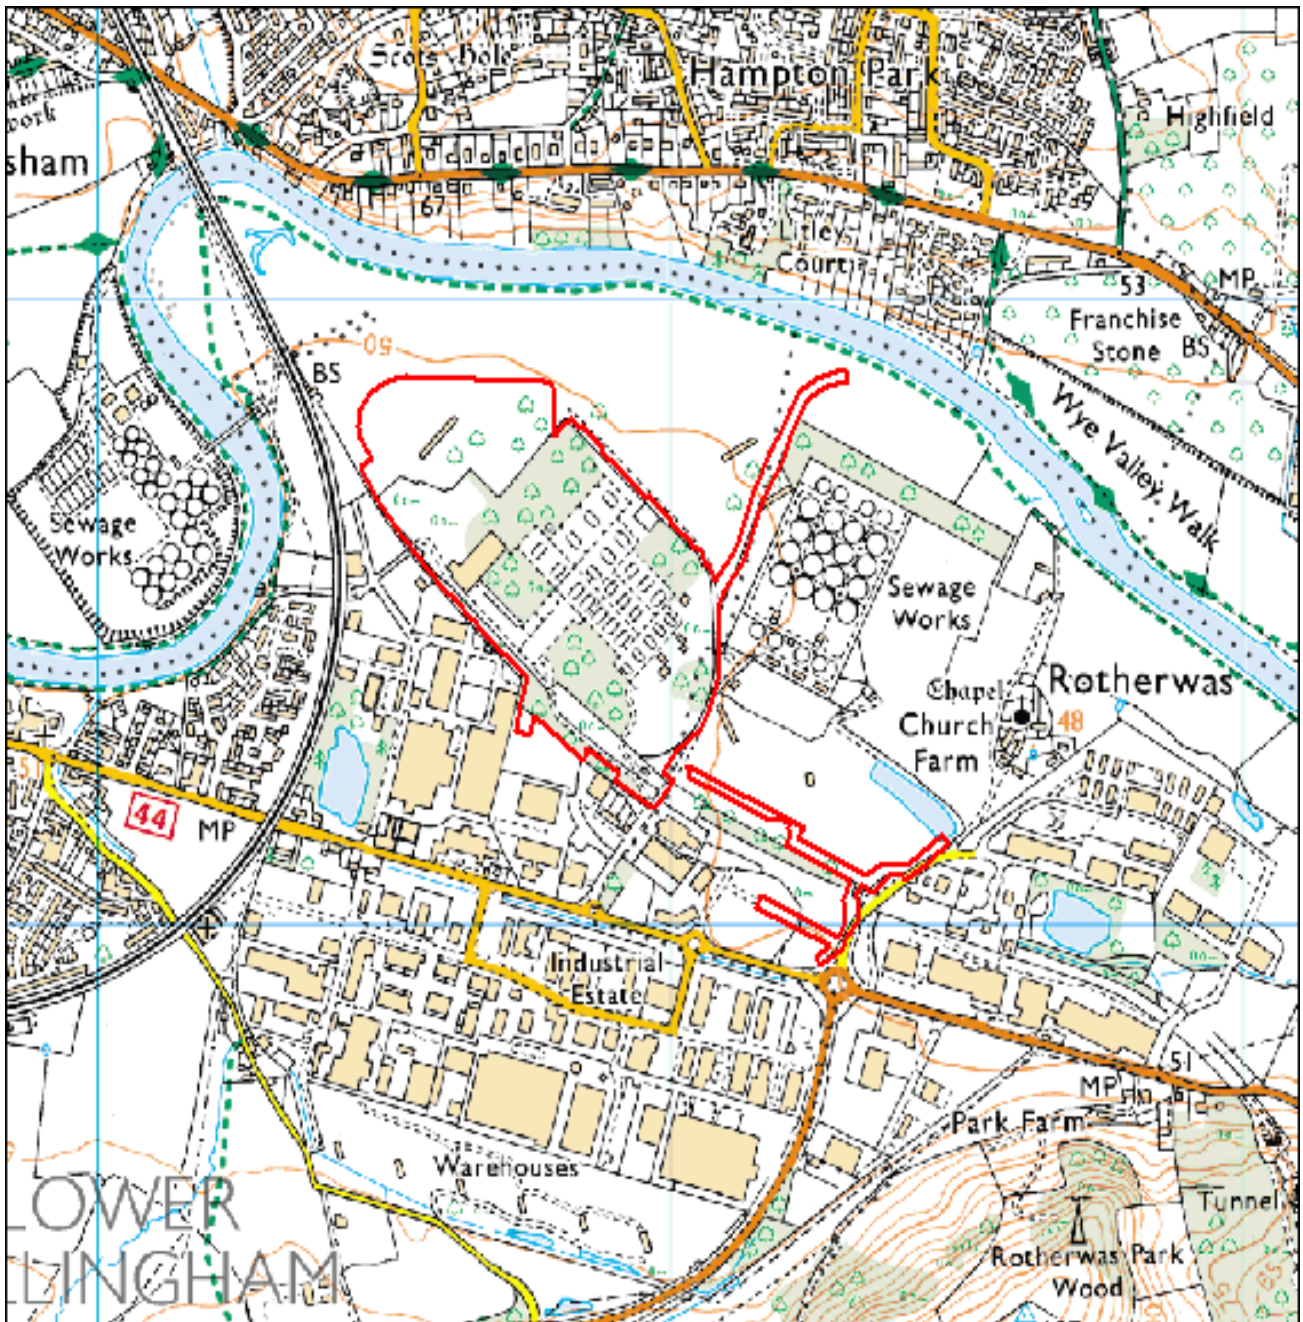 Scots Hole
Hampton Park
Highfield
work
sham
67
Litley
Court
MP
53
Franchise
Stone
BS
50
BS
Wye Valley Walk
Sewage
Works
Sewage
Works
Rotherwas
Chapel
Church
Farm
48
51
44
MP
Industrial
Estate
51
MP
Park Farm
Warehouses
Tunnel
LOWER
LLINGHAM
Rotherwas Park
Wood